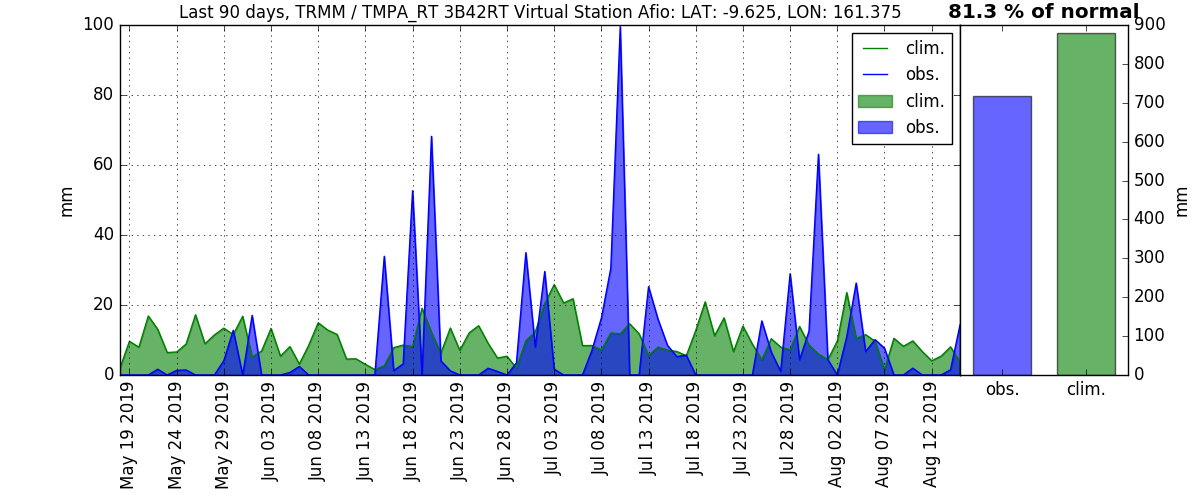 Last 90 days, TRMM / TMPA_RT 3B42RT Virtual Station Afio: LAT: -9.625, LON: 161.375
81.3 % of normal
100
80
60
40
20
0
mm
clim.
obs.
clim.
obs.
900
800
700
600
500
400
300
200
100
0
mm
obs.
clim.
May 19 2019
May 24 2019
May 29 2019
Jun 03 2019
Jun 08 2019
Jun 13 2019
Jun 18 2019
Jun 23 2019
Jun 28 2019
Jul 03 2019
Jul 08 2019
Jul 13 2019
Jul 18 2019
Jul 23 2019
Jul 28 2019
Aug 02 2019
Aug 07 2019
Aug 12 2019